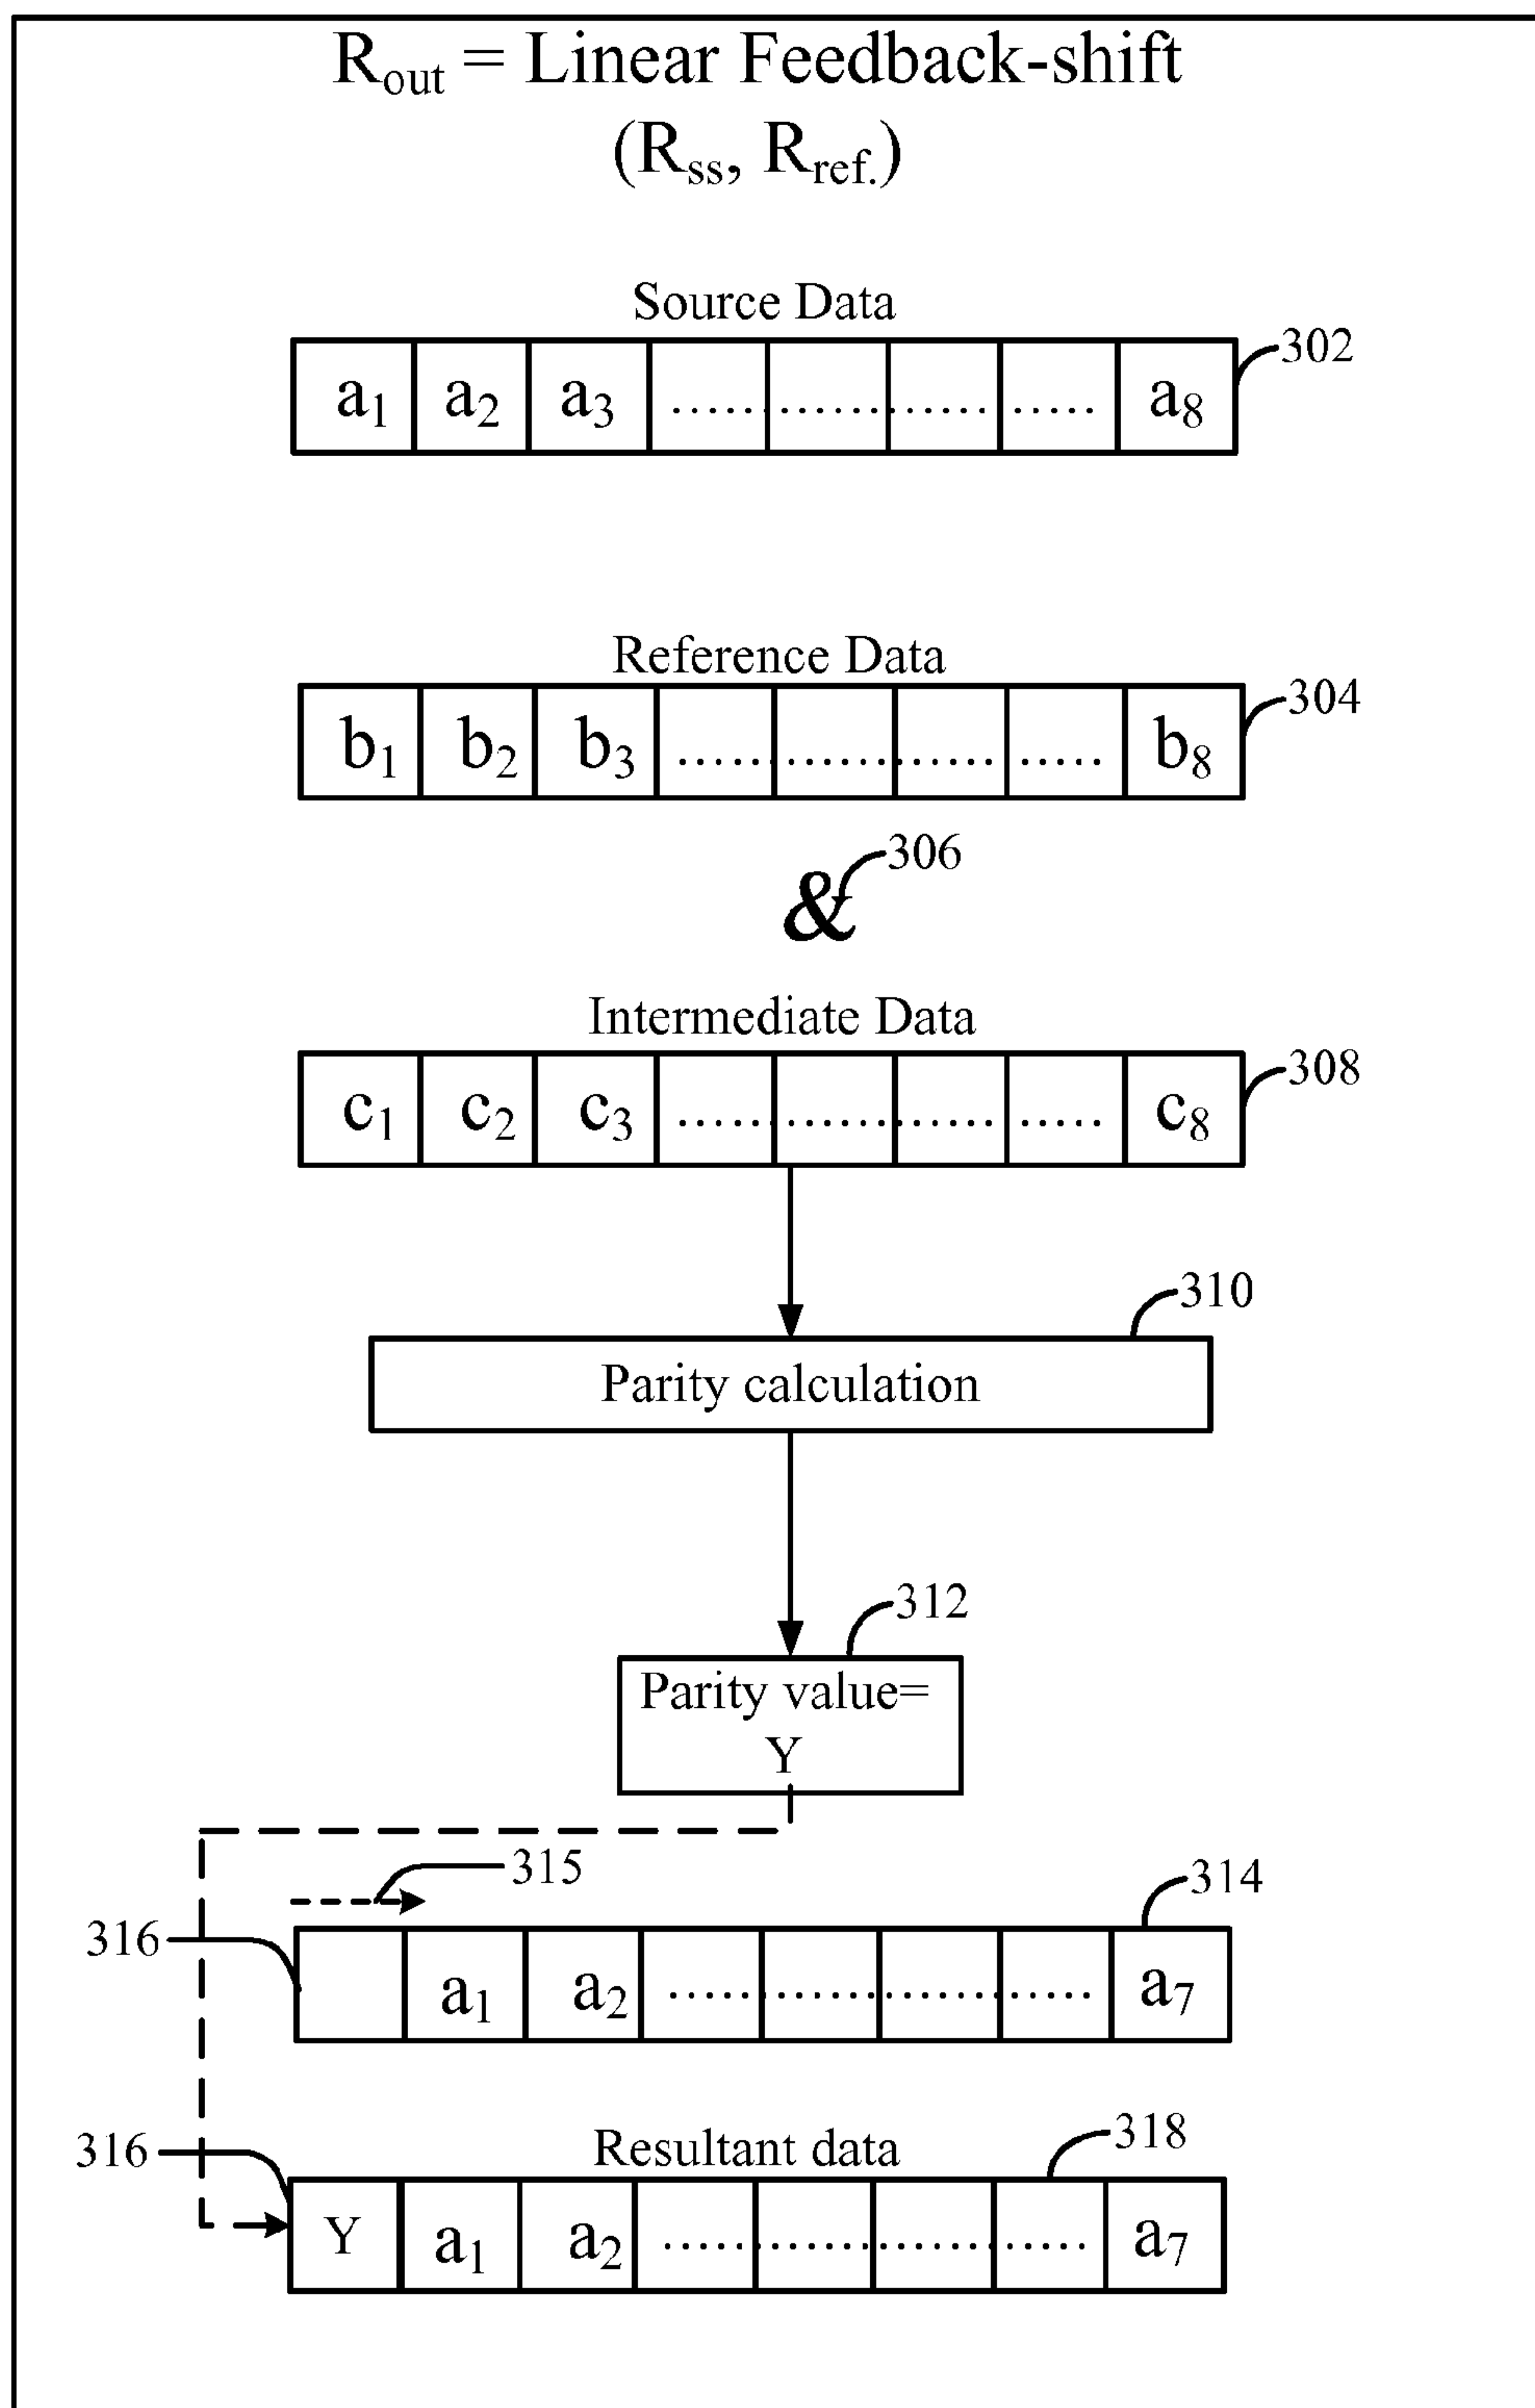 R_out = Linear Feedback-shift
(R_ss, R_ref.)
Source Data
302
a₁ a₂ a₃ ........................ ..... a₈
Reference Data
304
b₁ b₂ b₃ ........................ ..... b₈
306
&
Intermediate Data
308
c₁ c₂ c₃ ........................ ..... c₈
310
Parity calculation
312
Parity value=
Y
315
314
316
a₁ a₂ ................................ a₇
316
Resultant data
318
Y a₁ a₂ ................................ a₇